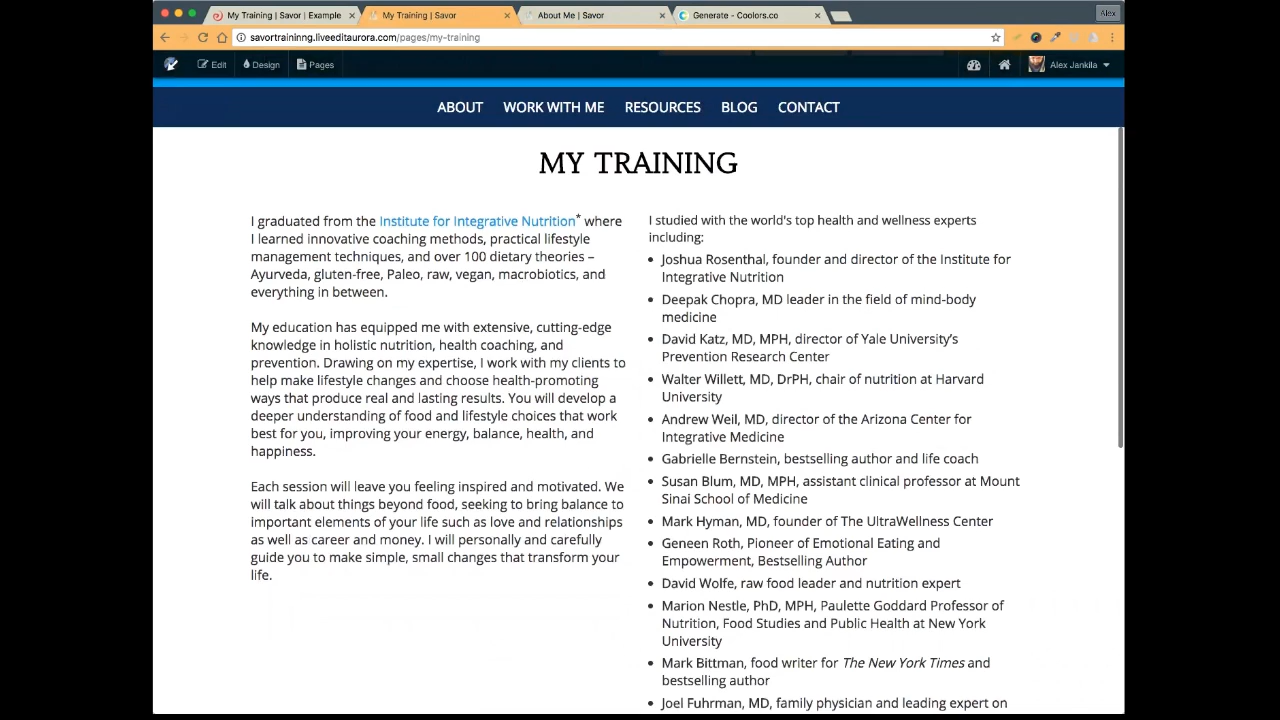 My Training | Savor | Example
My Training | Savor
About Me | Savor
Generate - Coolors.co
Alex
savortraininng.liveeditaurora.com/pages/my-training
Edit
Design
Pages
Alex Jankila
ABOUT
WORK WITH ME
RESOURCES
BLOG
CONTACT
MY TRAINING
I graduated from the Institute for Integrative Nutrition* where
I learned innovative coaching methods, practical lifestyle
management techniques, and over 100 dietary theories –
Ayurveda, gluten-free, Paleo, raw, vegan, macrobiotics, and
everything in between.
My education has equipped me with extensive, cutting-edge
knowledge in holistic nutrition, health coaching, and
prevention. Drawing on my expertise, I work with my clients to
help make lifestyle changes and choose health-promoting
ways that produce real and lasting results. You will develop a
deeper understanding of food and lifestyle choices that work
best for you, improving your energy, balance, health, and
happiness.
Each session will leave you feeling inspired and motivated. We
will talk about things beyond food, seeking to bring balance to
important elements of your life such as love and relationships
as well as career and money. I will personally and carefully
guide you to make simple, small changes that transform your
life.
I studied with the world's top health and wellness experts
including:
• Joshua Rosenthal, founder and director of the Institute for
Integrative Nutrition
• Deepak Chopra, MD leader in the field of mind-body
medicine
• David Katz, MD, MPH, director of Yale University's
Prevention Research Center
• Walter Willett, MD, DrPH, chair of nutrition at Harvard
University
• Andrew Weil, MD, director of the Arizona Center for
Integrative Medicine
• Gabrielle Bernstein, bestselling author and life coach
• Susan Blum, MD, MPH, assistant clinical professor at Mount
Sinai School of Medicine
• Mark Hyman, MD, founder of The UltraWellness Center
• Geneen Roth, Pioneer of Emotional Eating and
Empowerment, Bestselling Author
• David Wolfe, raw food leader and nutrition expert
• Marion Nestle, PhD, MPH, Paulette Goddard Professor of
Nutrition, Food Studies and Public Health at New York
University
• Mark Bittman, food writer for The New York Times and
bestselling author
• Joel Fuhrman, MD, family physician and leading expert on